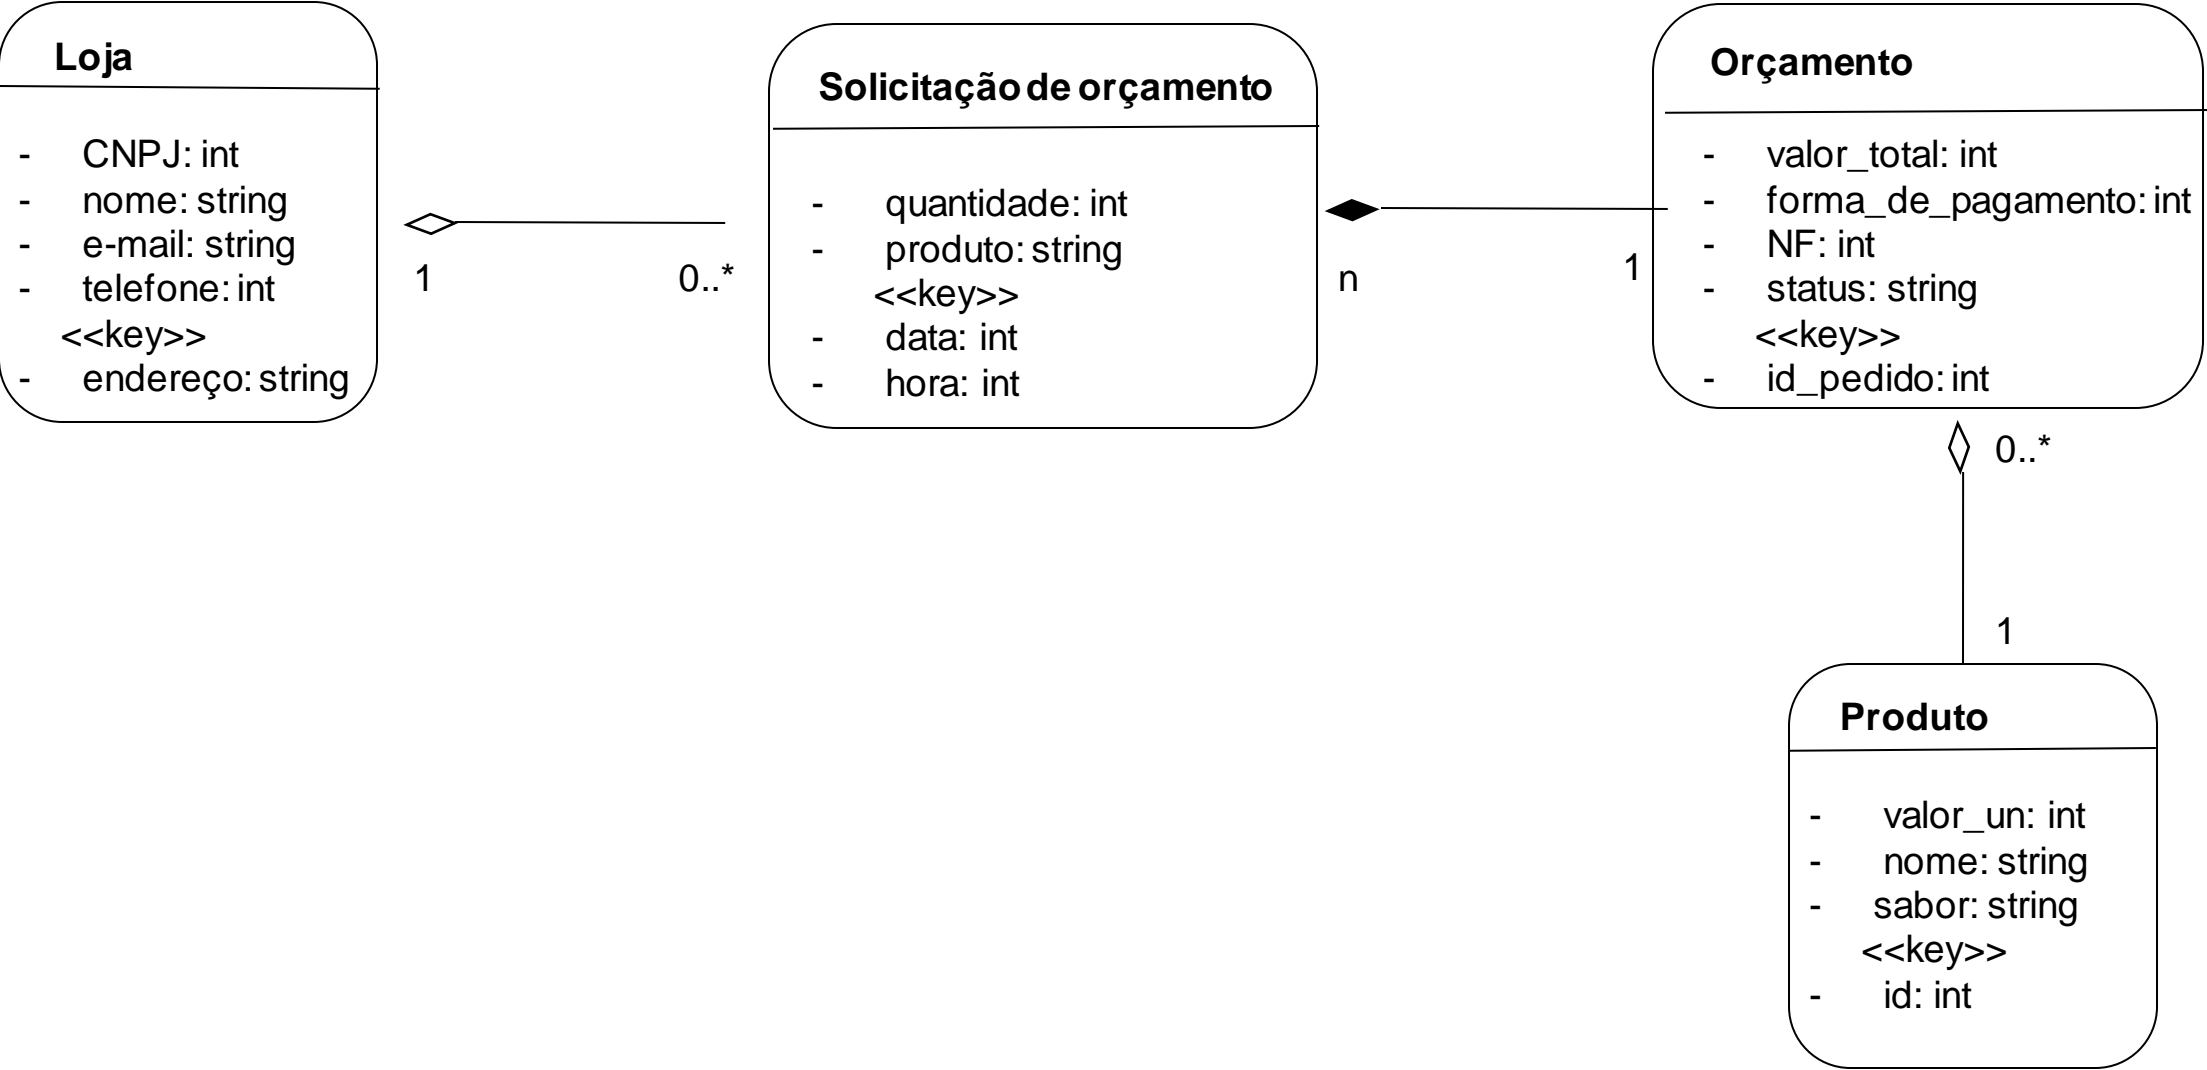 Loja
- CNPJ: int
- nome: string
- e-mail: string
- telefone: int
<<key>>
- endereço: string
1
0..*
Solicitação de orçamento
- quantidade: int
- produto: string
<<key>>
- data: int
- hora: int
n
1
Orçamento
- valor_total: int
- forma_de_pagamento: int
- NF: int
- status: string
<<key>>
- id_pedido: int
0..*
1
Produto
- valor_un: int
- nome: string
- sabor: string
<<key>>
- id: int